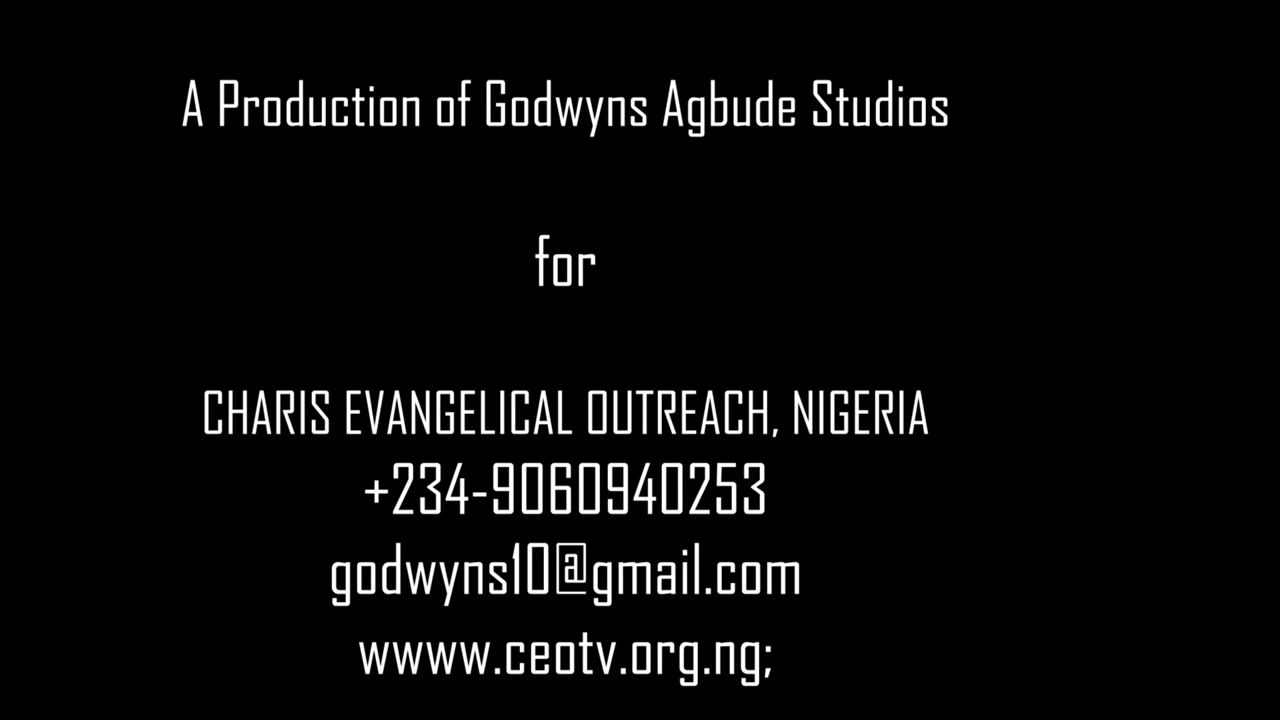 A Production of Godwyns Agbude Studios
for
CHARIS EVANGELICAL OUTREACH, NIGERIA
+234-9060940253
godwyns10@gmail.com
wwww.ceotv.org.ng;